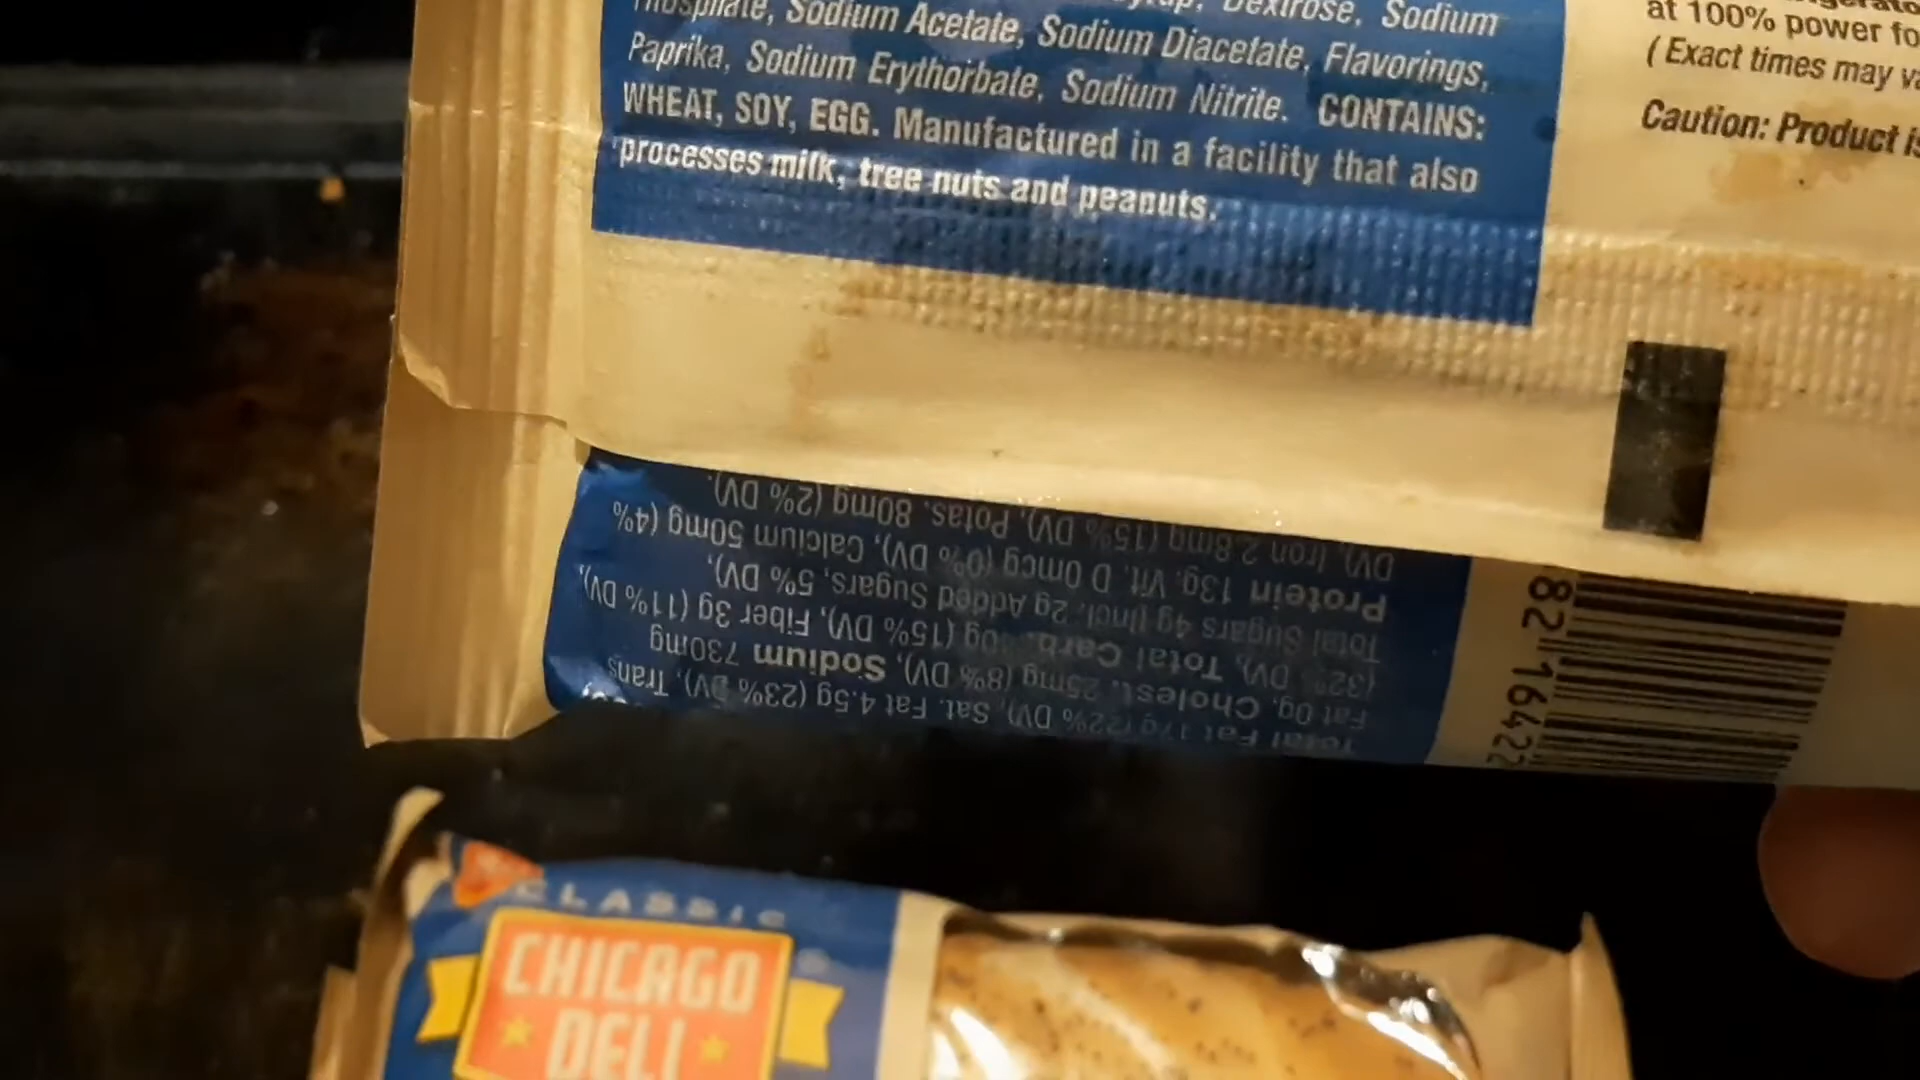 Dextrose, Sodium
Sodium Acetate, Sodium Diacetate, Flavorings,
Paprika, Sodium Erythorbate, Sodium Nitrite. CONTAINS:
WHEAT, SOY, EGG. Manufactured in a facility that also
processes milk, tree nuts and peanuts.
at 100% power fo
(Exact times may va
Caution: Product is
Total Fat 17g (22% DV), Sat. Fat 4.5g (23% DV), Trans
Fat 0g, Cholest. 25mg (8% DV), Sodium 730mg
(32% DV), Total Carb. 0g (15% DV), Fiber 3g (11% DV),
Total Sugars 4g (Incl. 2g Added Sugars, 5% DV),
Protein 13g, Vit. D 0mcg (0% DV), Calcium 50mg (4%
DV), Iron 2.8mg (15% DV), Potas. 80mg (2% DV).
82 16422
CLASSIC
CHICAGO
DELI